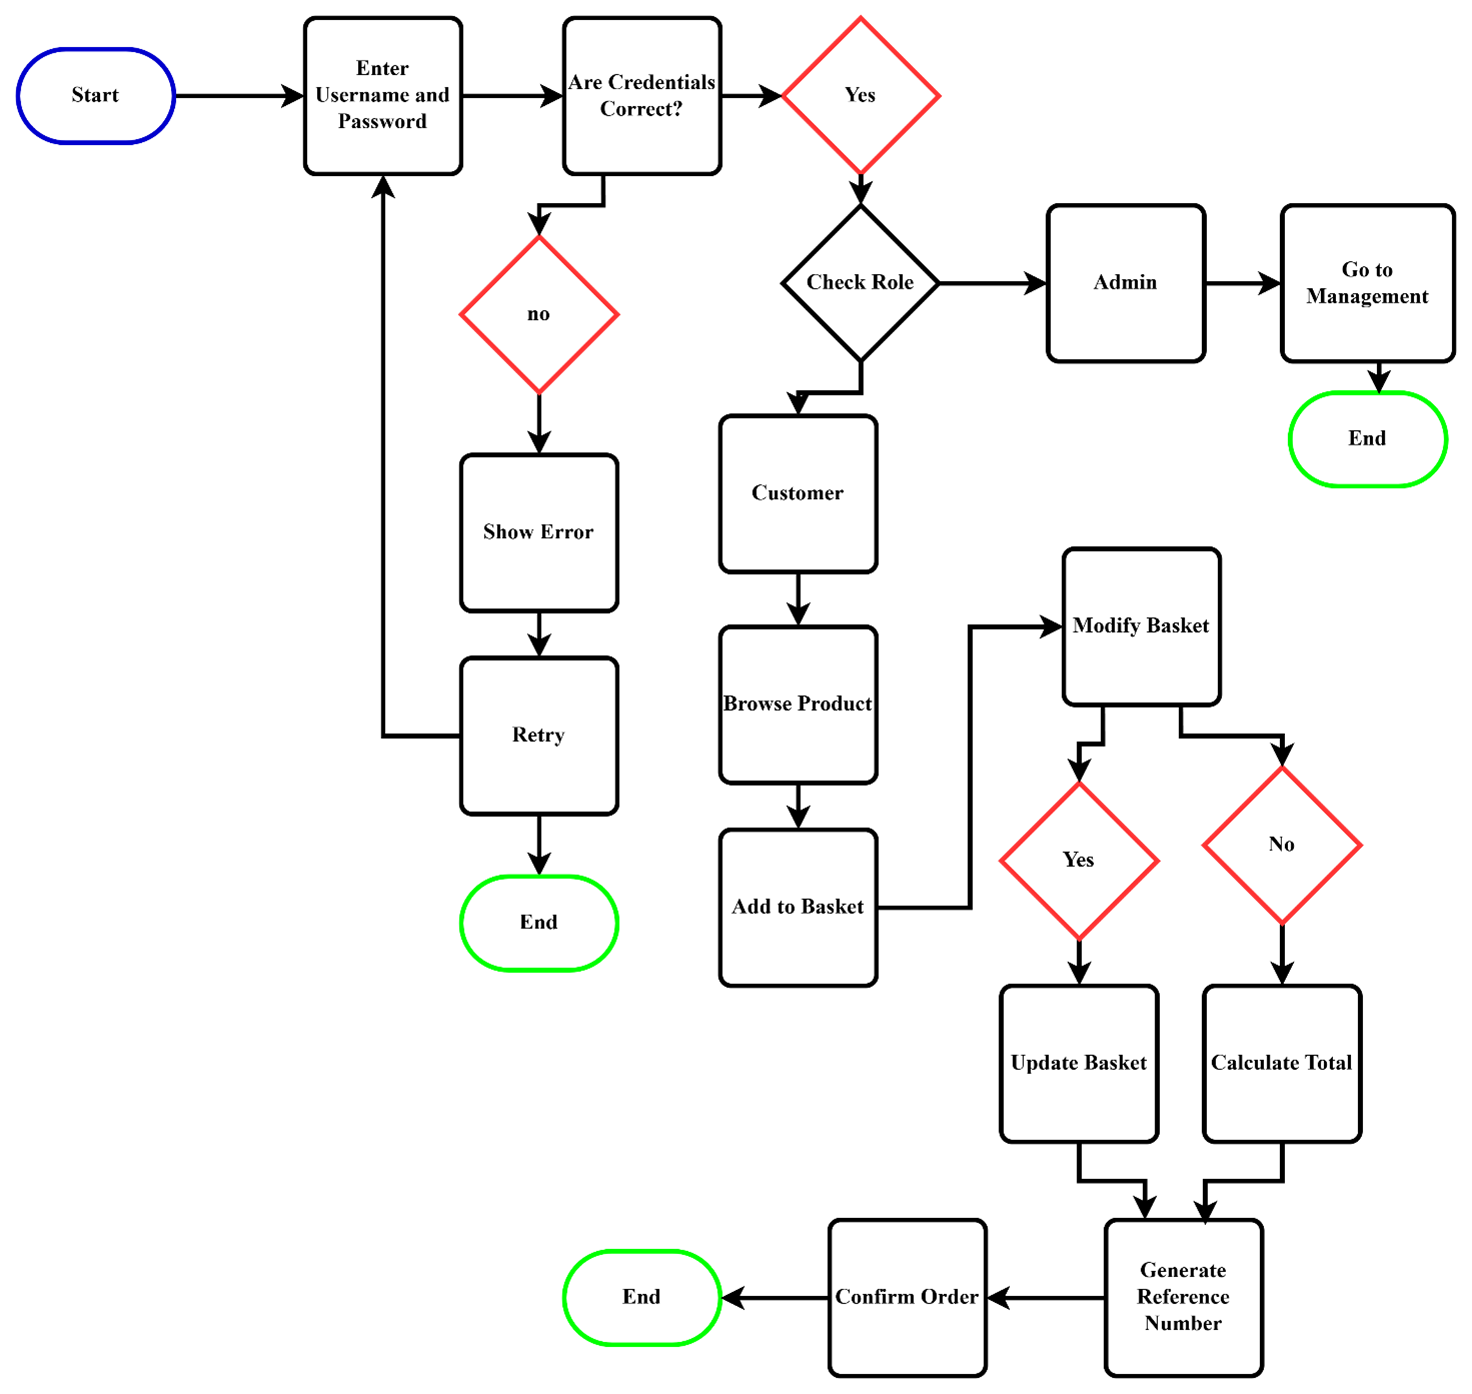 Start
Enter
Username and
Password
Are Credentials
Correct?
Yes
no
Check Role
Admin
Go to
Management
End
Show Error
Customer
Retry
Browse Product
Modify Basket
End
Add to Basket
Yes
No
Update Basket
Calculate Total
End
Confirm Order
Generate
Reference
Number